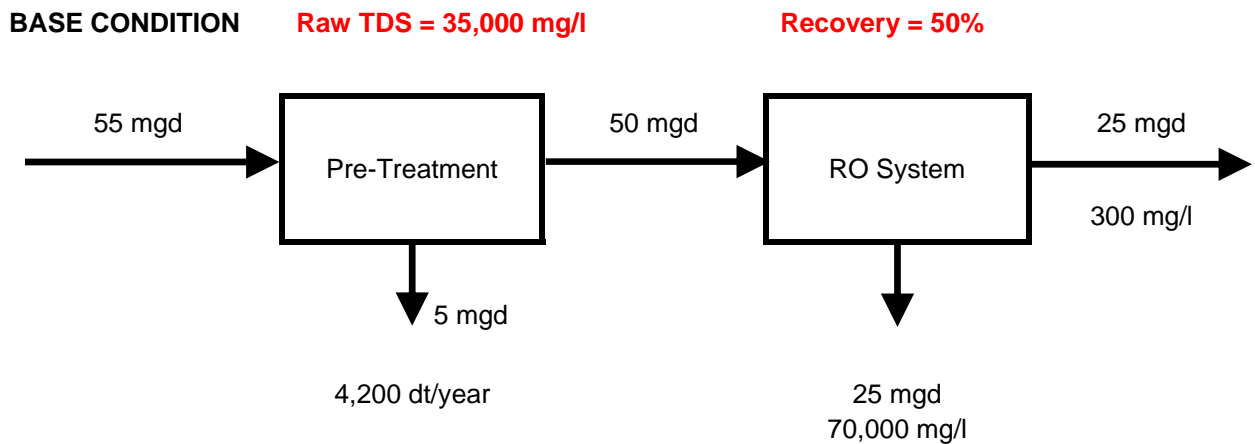 BASE CONDITION Raw TDS = 35,000 mg/l Recovery = 50%
55 mgd 50 mgd 25 mgd
Pre-Treatment RO System
300 mg/l
5 mgd
4,200 dt/year 25 mgd
70,000 mg/l